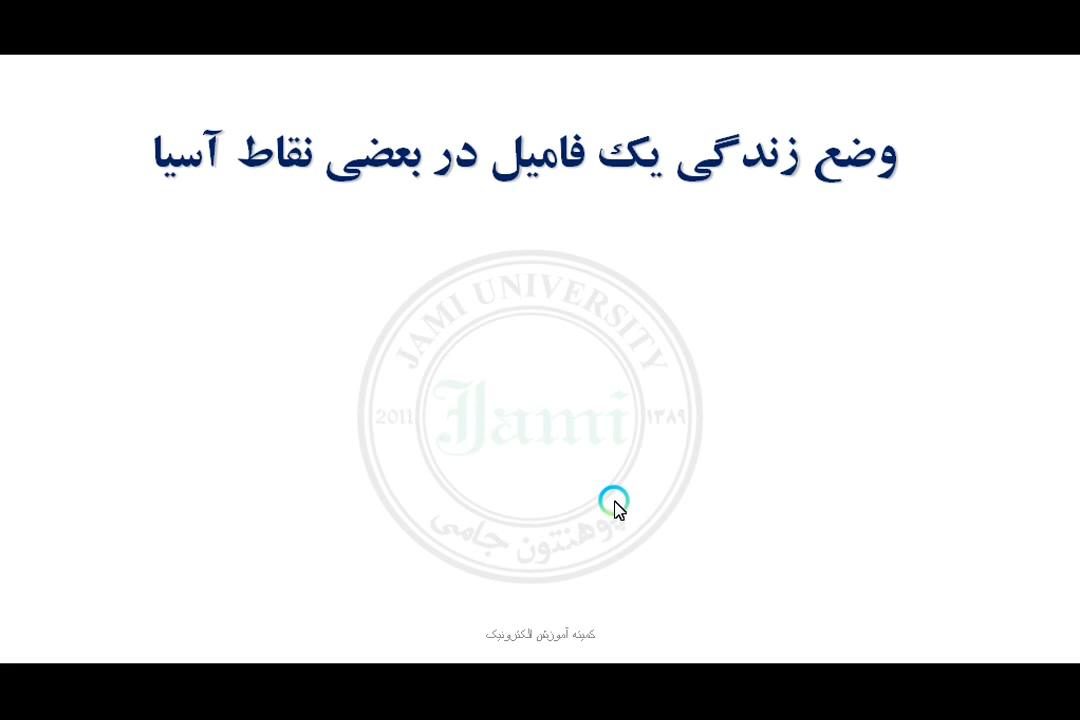 وضع زندگی یک فامیل در بعضی نقاط آسیا
JAMI UNIVERSITY
2011
Jami
۱۳۸۹
پوهنتون جامی
کمیته آموزش الکترونیک